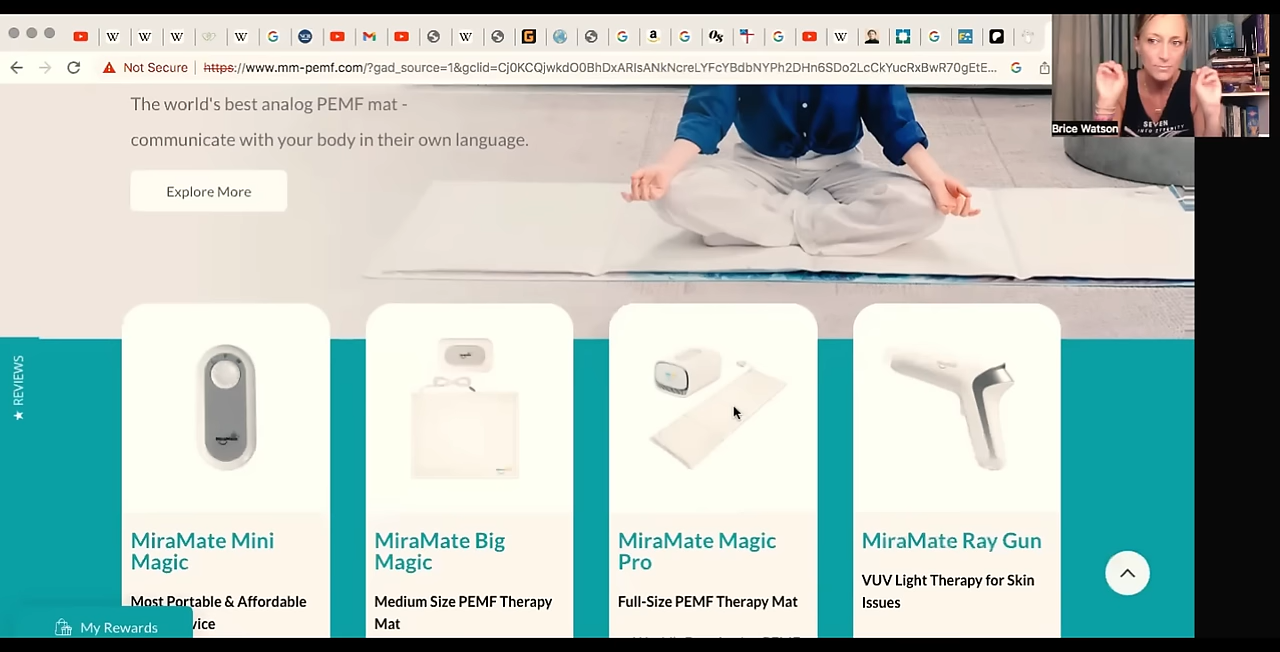 Not Secure
https://www.mm-pemf.com/?gad_source=1&gclid=Cj0KCQjwkdO0BhDxARIsANkNcreLYFcYBdbNYPh2DHn6SDo2LcCkYucRxBwR70gEtE...
Brice Watson
SEVEN
INTO ETERNITY
The world's best analog PEMF mat -
communicate with your body in their own language.
Explore More
★ REVIEWS
MiraMate Mini
Magic
Most Portable & Affordable
vice
MiraMate Big
Magic
Medium Size PEMF Therapy
Mat
MiraMate Magic
Pro
Full-Size PEMF Therapy Mat
MiraMate Ray Gun
VUV Light Therapy for Skin
Issues
My Rewards